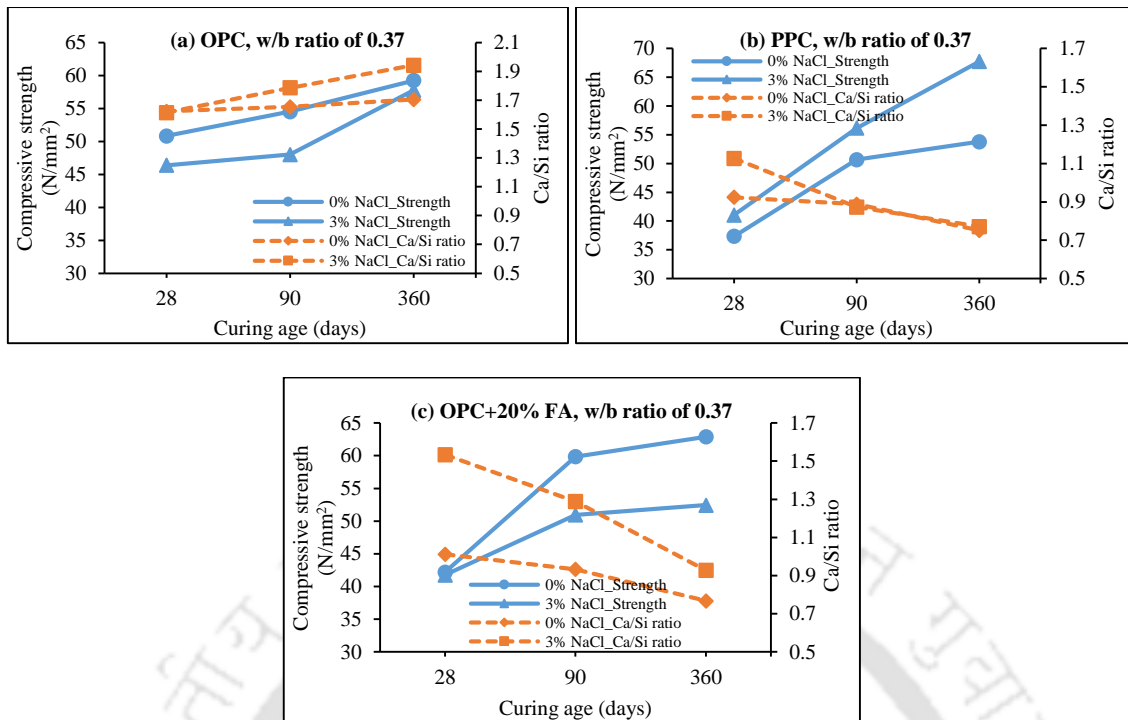 (a) OPC, w/b ratio of 0.37
65
60
55
50
45
40
35
30
Compressive strength
(N/mm²)
2.1
1.9
1.7
1.5
1.3
1.1
0.9
0.7
0.5
Ca/Si ratio
0% NaCl_Strength
3% NaCl_Strength
0% NaCl_Ca/Si ratio
3% NaCl_Ca/Si ratio
28 90 360
Curing age (days)
(b) PPC, w/b ratio of 0.37
70
65
60
55
50
45
40
35
30
Compressive strength
(N/mm²)
1.7
1.5
1.3
1.1
0.9
0.7
0.5
Ca/Si ratio
0% NaCl_Strength
3% NaCl_Strength
0% NaCl_Ca/Si ratio
3% NaCl_Ca/Si ratio
28 90 360
Curing age (days)
(c) OPC+20% FA, w/b ratio of 0.37
65
60
55
50
45
40
35
30
Compressive strength
(N/mm²)
1.7
1.5
1.3
1.1
0.9
0.7
0.5
Ca/Si ratio
0% NaCl_Strength
3% NaCl_Strength
0% NaCl_Ca/Si ratio
3% NaCl_Ca/Si ratio
28 90 360
Curing age (days)